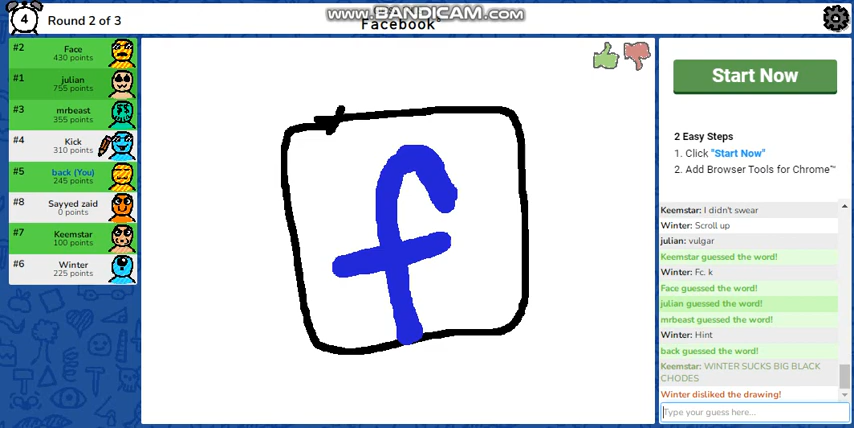 4
Round 2 of 3
www.BANDICAM.com
Facebook
#2 Face
430 points
#1 julian
755 points
#3 mrbeast
355 points
#4 Kick
310 points
#5 back (You)
245 points
#8 Sayyed zaid
0 points
#7 Keemstar
100 points
#6 Winter
225 points
f
Start Now
2 Easy Steps
1. Click "Start Now"
2. Add Browser Tools for Chrome™
Keemstar: I didn't swear
Winter: Scroll up
julian: vulgar
Keemstar guessed the word!
Winter: Fc. k
Face guessed the word!
julian guessed the word!
mrbeast guessed the word!
Winter: Hint
back guessed the word!
Keemstar: WINTER SUCKS BIG BLACK
CHODES
Winter disliked the drawing!
Type your guess here...